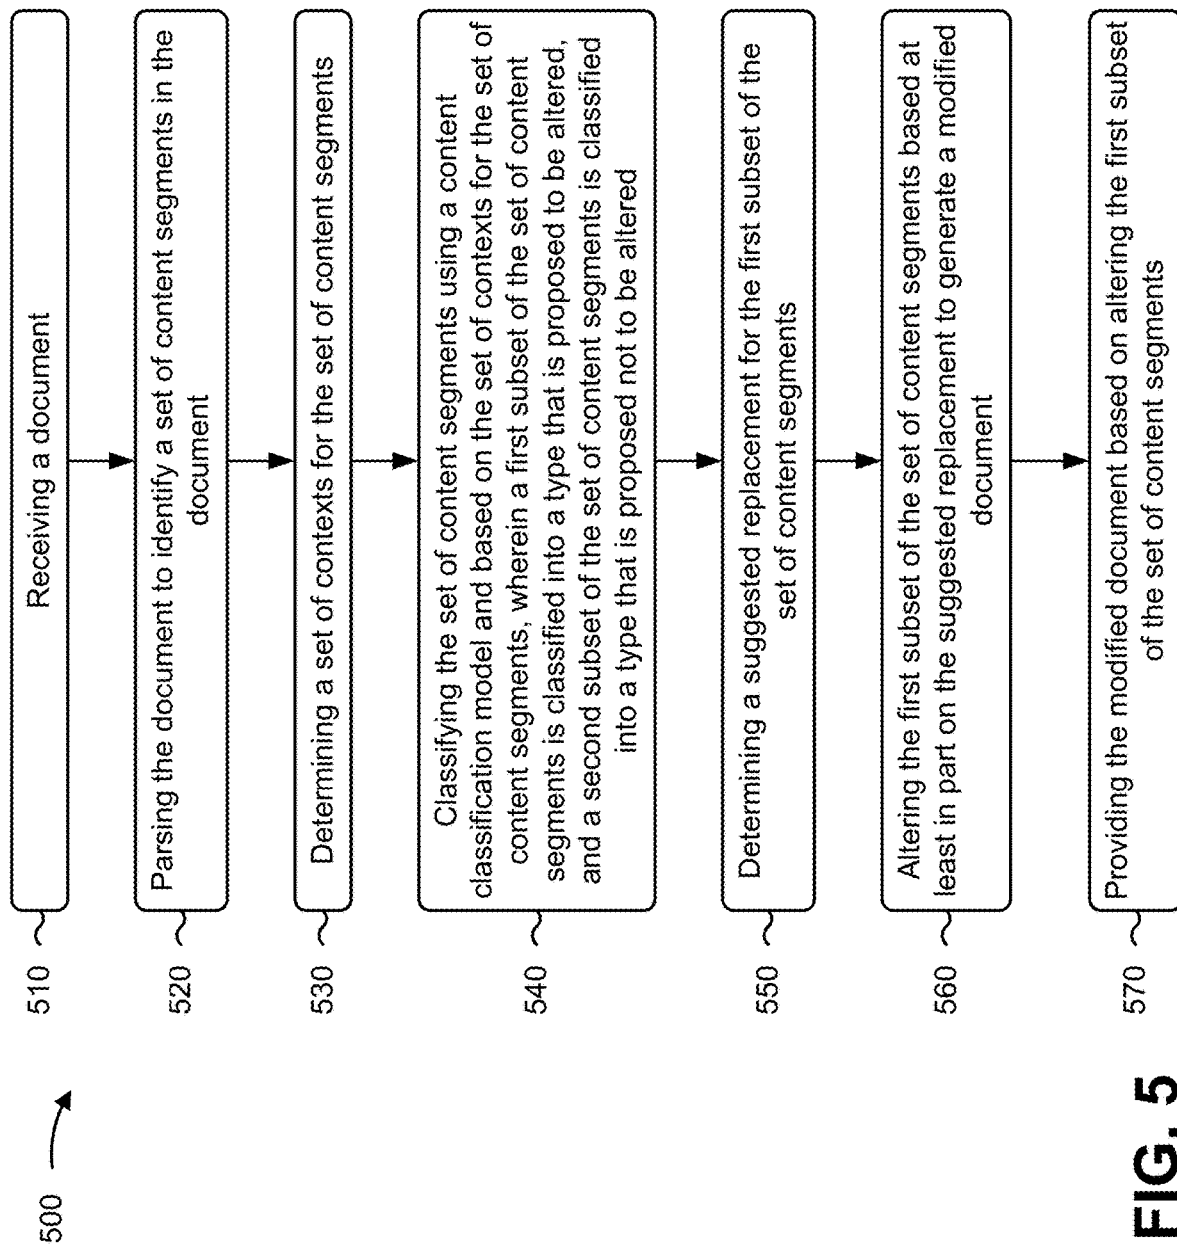 500
510
Receiving a document
520
Parsing the document to identify a set of content segments in the
document
530
Determining a set of contexts for the set of content segments
540
Classifying the set of content segments using a content
classification model and based on the set of contexts for the set of
content segments, wherein a first subset of the set of content
segments is classified into a type that is proposed to be altered,
and a second subset of the set of content segments is classified
into a type that is proposed not to be altered
550
Determining a suggested replacement for the first subset of the
set of content segments
560
Altering the first subset of the set of content segments based at
least in part on the suggested replacement to generate a modified
document
570
Providing the modified document based on altering the first subset
of the set of content segments
FIG. 5